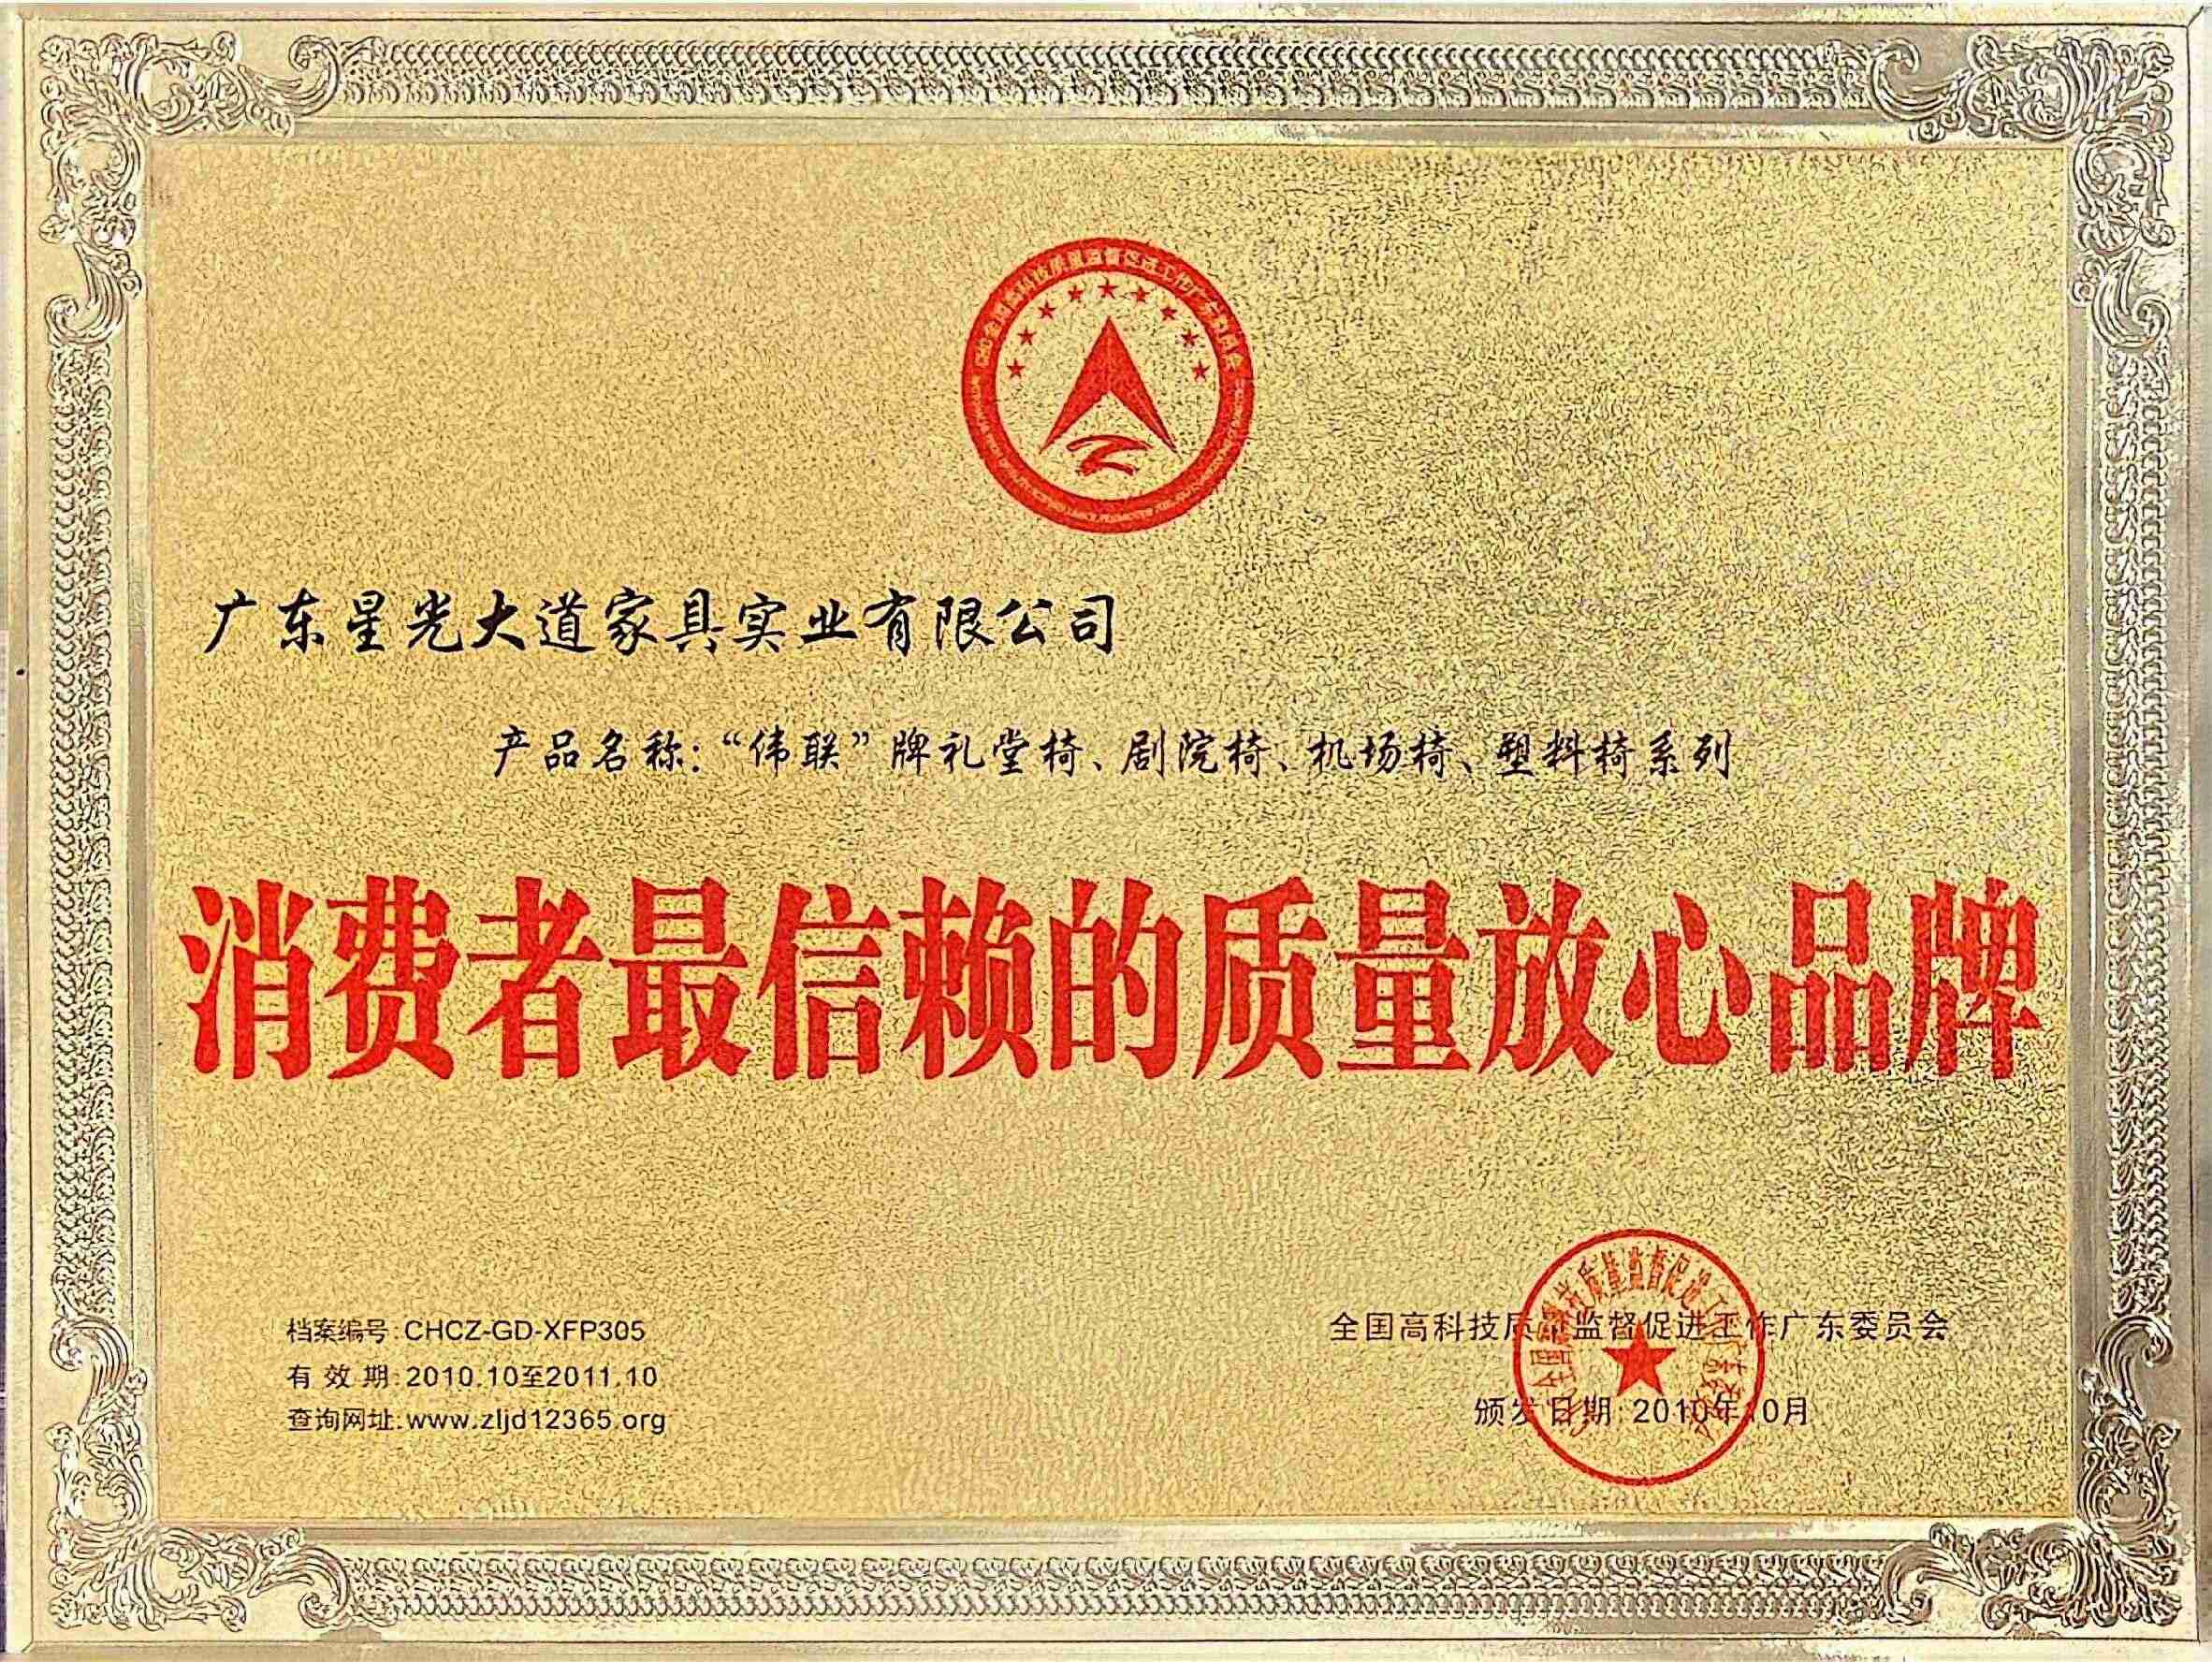 广东星光大道家具实业有限公司
产品名称：“伟联”牌礼堂椅、剧院椅、机场椅、塑料椅系列
消费者最信赖的质量放心品牌
档案编号:CHCZ-GD-XFP305
有 效 期:2010.10至2011.10
查询网址:www.zljd12365.org
全国高科技质量监督促进工作广东委员会
颁发日期:2010年10月